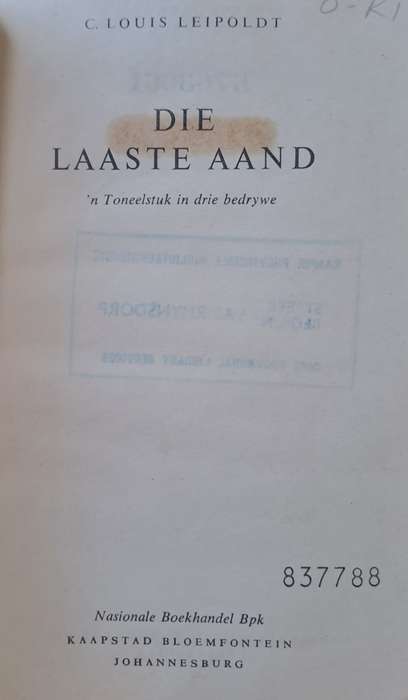 C. LOUIS LEIPOLDT
DIE
LAASTE AAND
'n Toneelstuk in drie bedrywe
837788
Nasionale Boekhandel Bpk
KAAPSTAD BLOEMFONTEIN
JOHANNESBURG